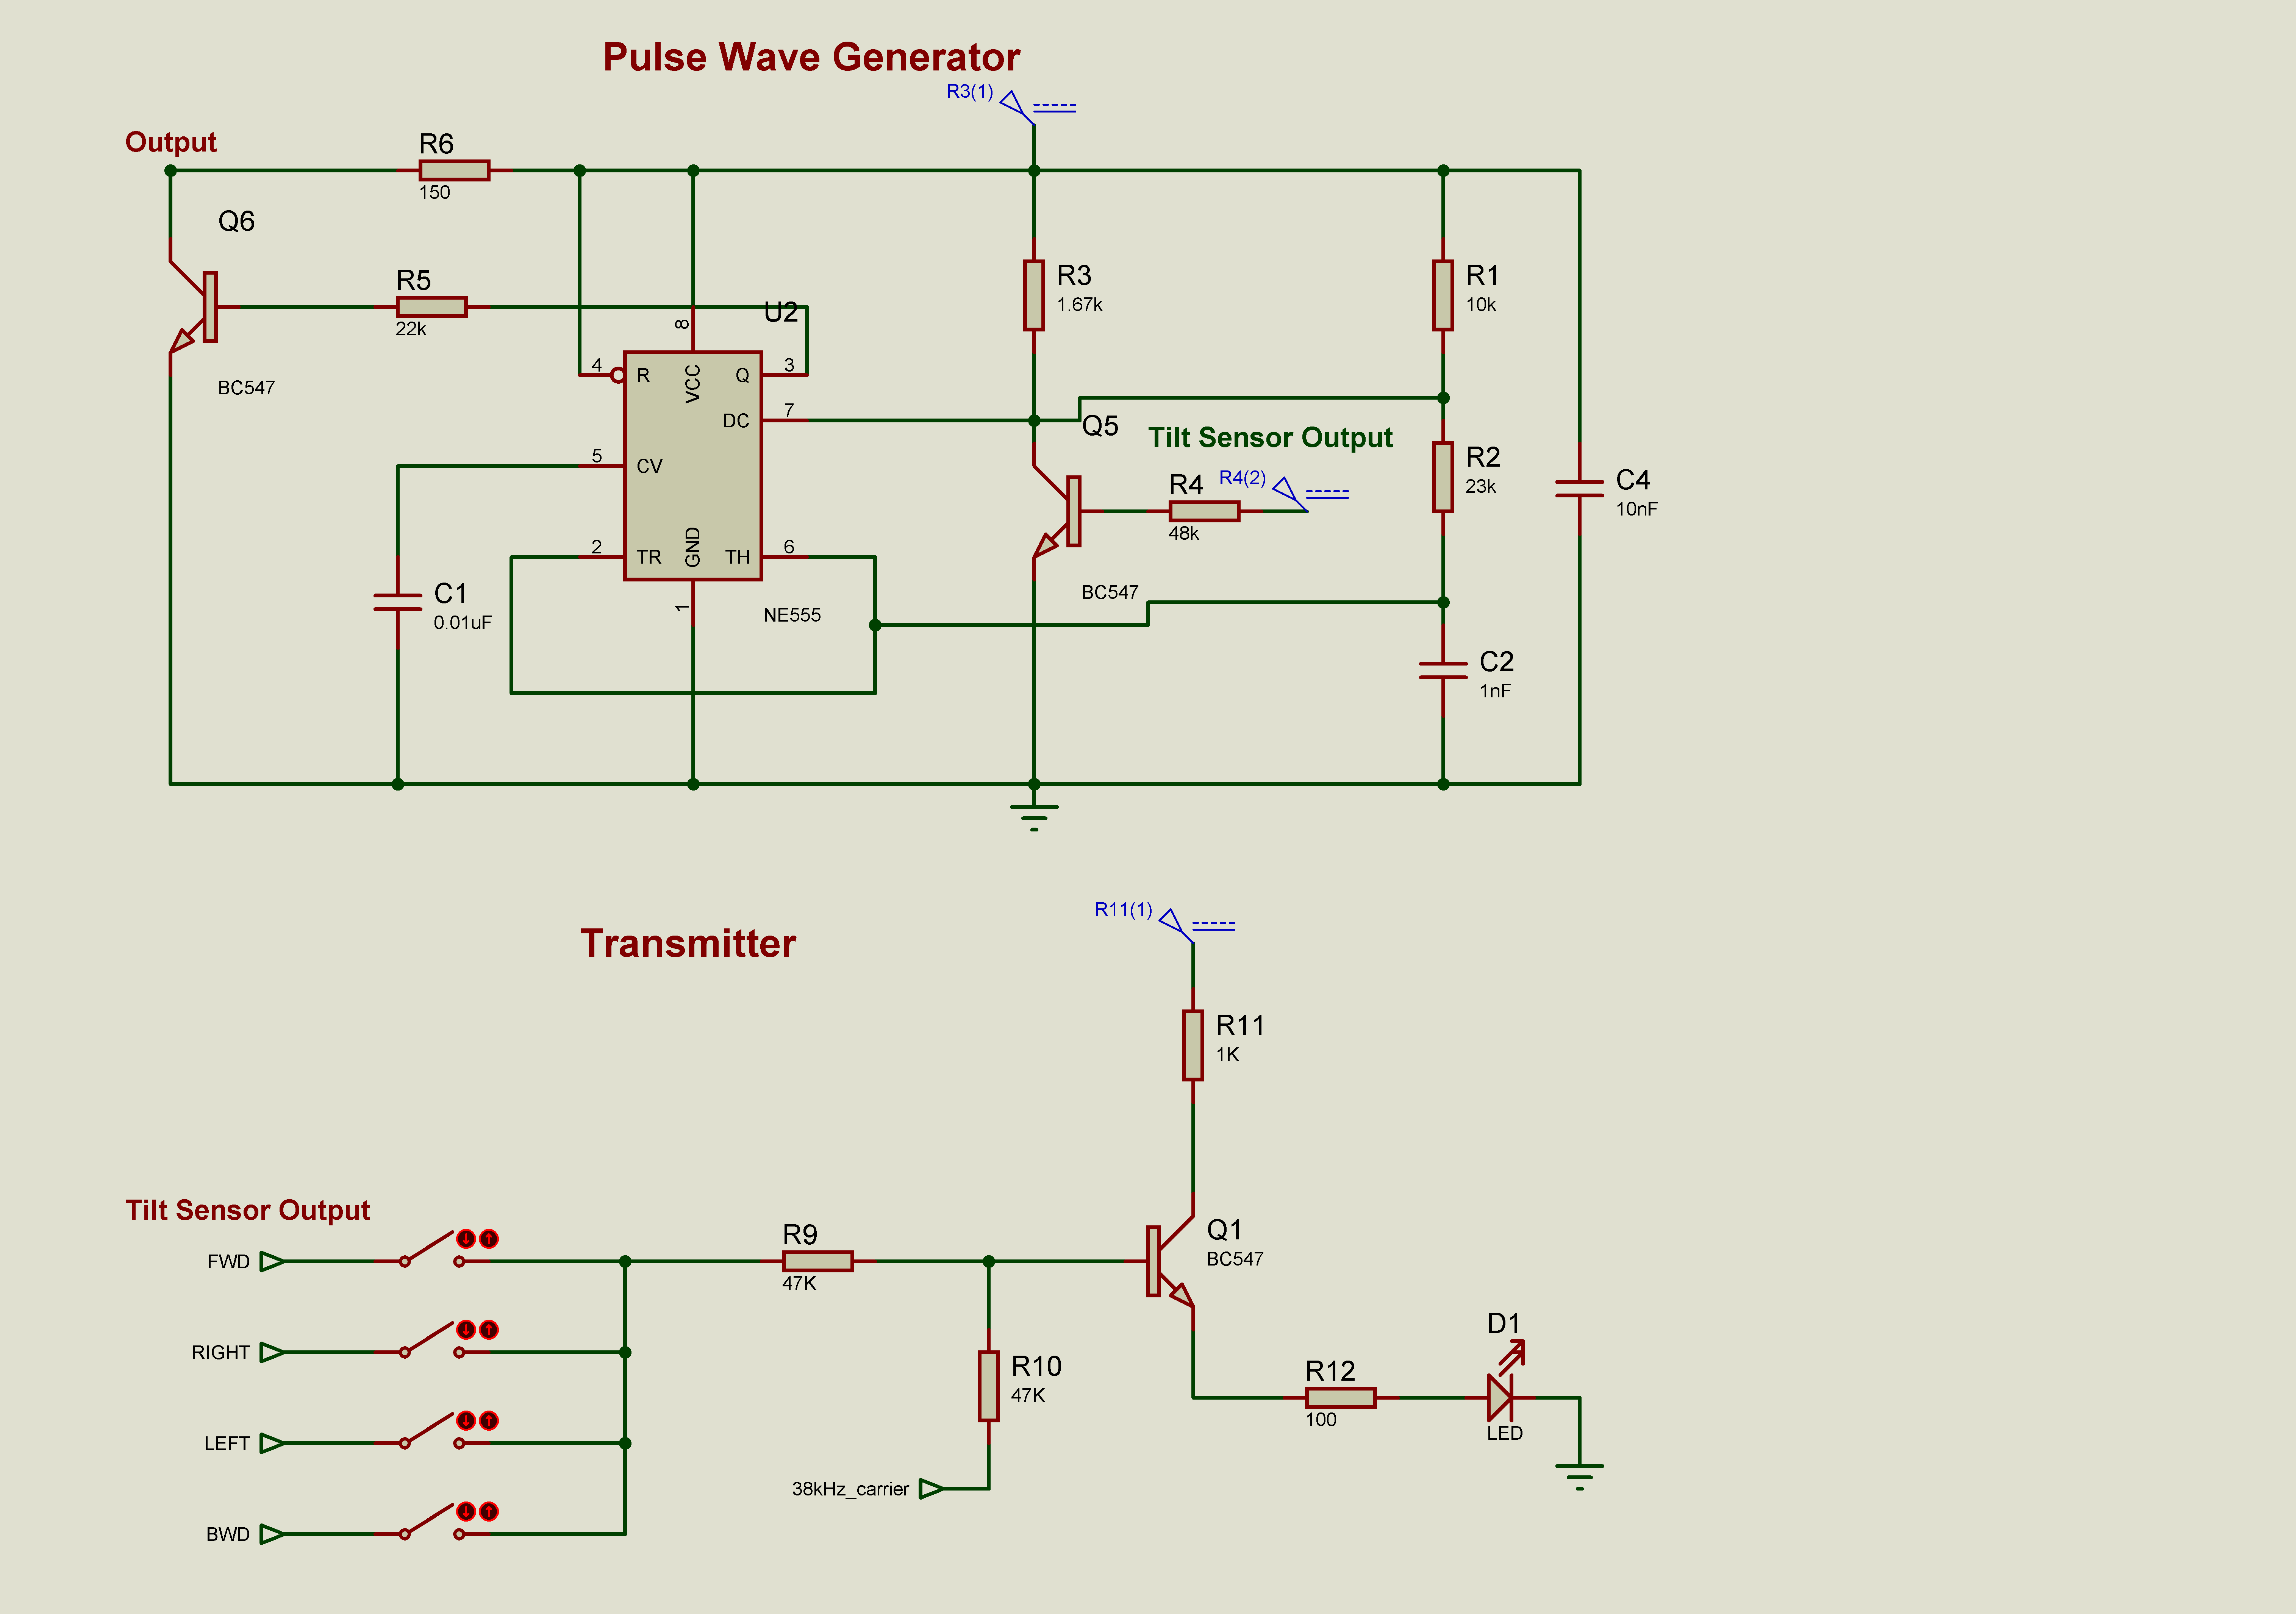 Pulse Wave Generator
R3(1)
Output
R6
150
Q6
R5
22k
BC547
U2
8
4
R
VCC
Q
3
DC
7
5
CV
2
TR
GND
TH
6
1
NE555
C1
0.01uF
R3
1.67k
Q5
Tilt Sensor Output
R4
R4(2)
48k
BC547
R1
10k
R2
23k
C4
10nF
C2
1nF
Transmitter
R11(1)
R11
1K
Tilt Sensor Output
FWD
RIGHT
LEFT
BWD
R9
47K
R10
47K
38kHz_carrier
Q1
BC547
R12
100
D1
LED